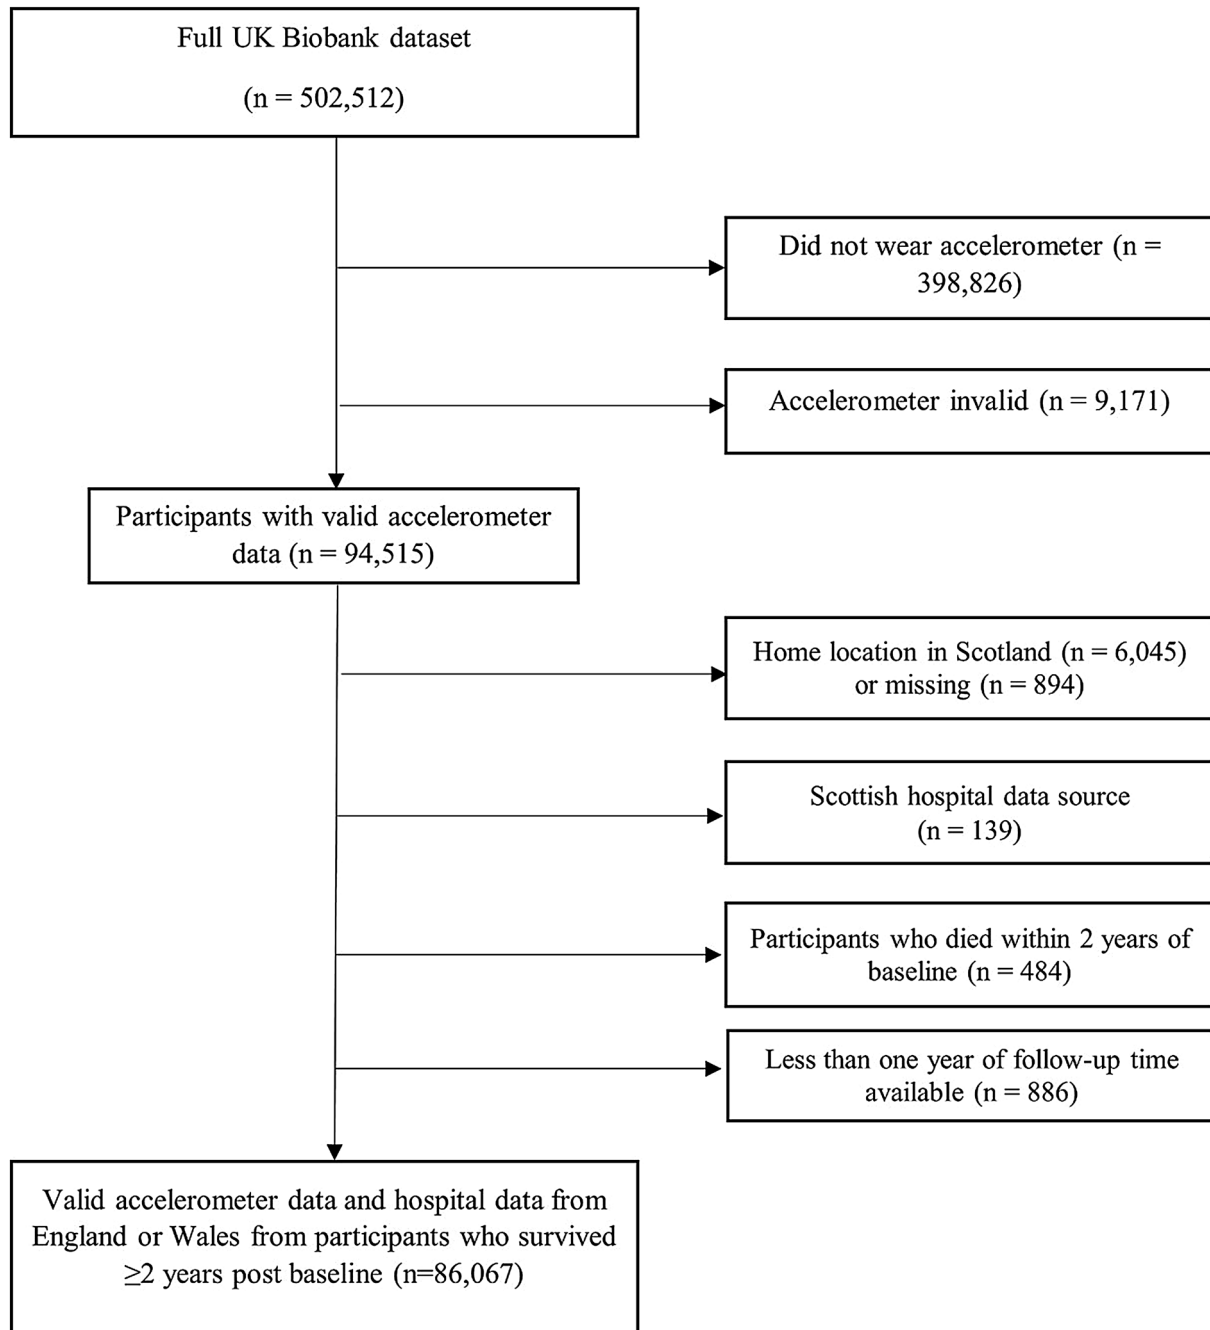 Full UK Biobank dataset
(n = 502,512)
Did not wear accelerometer (n =
398,826)
Accelerometer invalid (n = 9,171)
Participants with valid accelerometer
data (n = 94,515)
Home location in Scotland (n = 6,045)
or missing (n = 894)
Scottish hospital data source
(n = 139)
Participants who died within 2 years of
baseline (n = 484)
Less than one year of follow-up time
available (n = 886)
Valid accelerometer data and hospital data from
England or Wales from participants who survived
≥2 years post baseline (n=86,067)